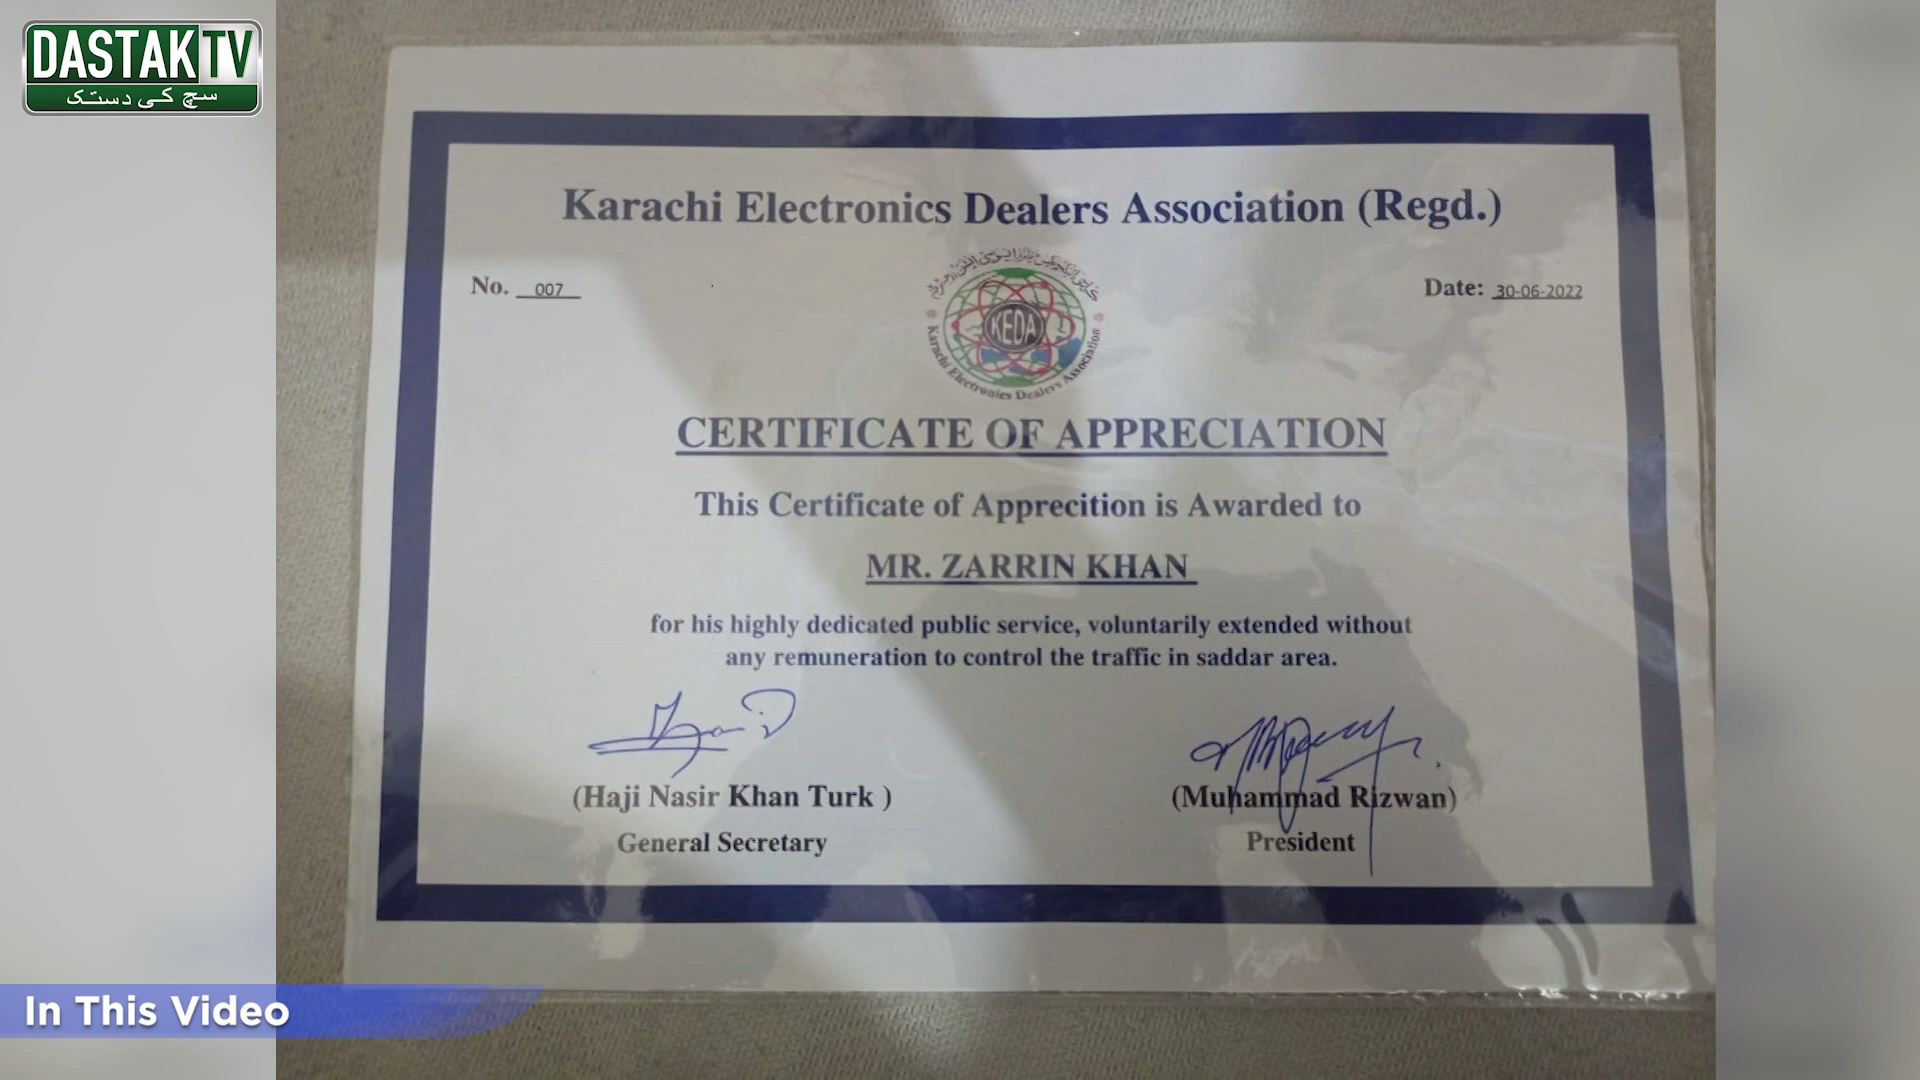 DASTAK TV
سچ کی دستک
Karachi Electronics Dealers Association (Regd.)
No. 007
Date: 30-06-2022
KEDA
Karachi Electronics Dealers Association
CERTIFICATE OF APPRECIATION
This Certificate of Apprecition is Awarded to
MR. ZARRIN KHAN
for his highly dedicated public service, voluntarily extended without
any remuneration to control the traffic in saddar area.
(Haji Nasir Khan Turk )
(Muhammad Rizwan)
General Secretary
President
In This Video